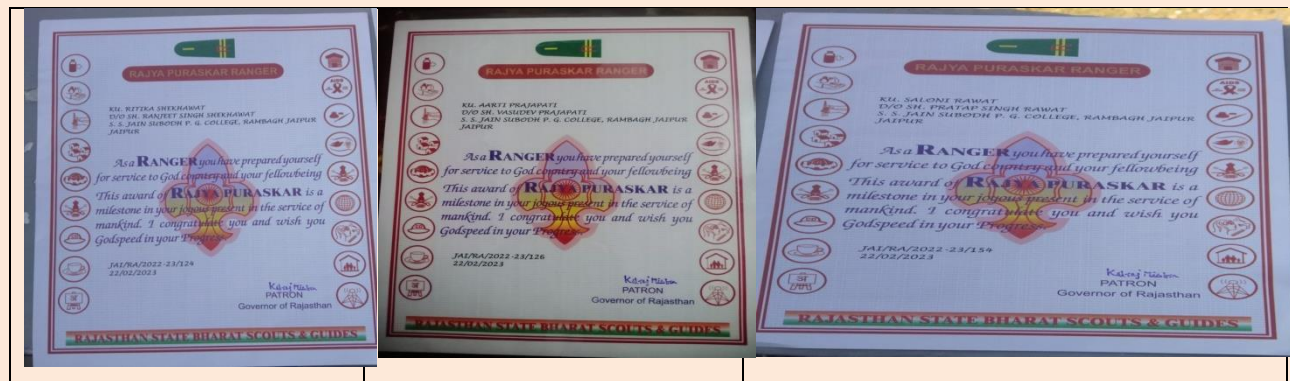 RAJYA PURASKAR RANGER
KU. RITIKA SHEKHAWAT
D/O SH. RANJEET SINGH SHEKHAWAT
S. S. JAIN SUBODH P. G. COLLEGE, RAMBAGH JAIPUR
JAIPUR
As a RANGER you have prepared yourself
for service to God country and your fellowbeing
This award of RAJYA PURASKAR is a
milestone in your joyous present in the service of
mankind. I congratulate you and wish you
Godspeed in your Progress.
JAI/RA/2022-23/124
22/02/2023
PATRON
Governor of Rajasthan
RAJASTHAN STATE BHARAT SCOUTS & GUIDES
RAJYA PURASKAR RANGER
KU. AARTI PRAJAPATI
D/O SH. VASUDEV PRAJAPATI
S. S. JAIN SUBODH P. G. COLLEGE, RAMBAGH JAIPUR
JAIPUR
As a RANGER you have prepared yourself
for service to God country and your fellowbeing
This award of RAJYA PURASKAR is a
milestone in your joyous present in the service of
mankind. I congratulate you and wish you
Godspeed in your Progress.
JAI/RA/2022-23/126
22/02/2023
PATRON
Governor of Rajasthan
RAJASTHAN STATE BHARAT SCOUTS & GUIDES
RAJYA PURASKAR RANGER
KU. SALONI RAWAT
D/O SH. PRATAP SINGH RAWAT
S. S. JAIN SUBODH P. G. COLLEGE, RAMBAGH JAIPUR
JAIPUR
As a RANGER you have prepared yourself
for service to God country and your fellowbeing
This award of RAJYA PURASKAR is a
milestone in your joyous present in the service of
mankind. I congratulate you and wish you
Godspeed in your Progress.
JAI/RA/2022-23/154
22/02/2023
PATRON
Governor of Rajasthan
RAJASTHAN STATE BHARAT SCOUTS & GUIDES